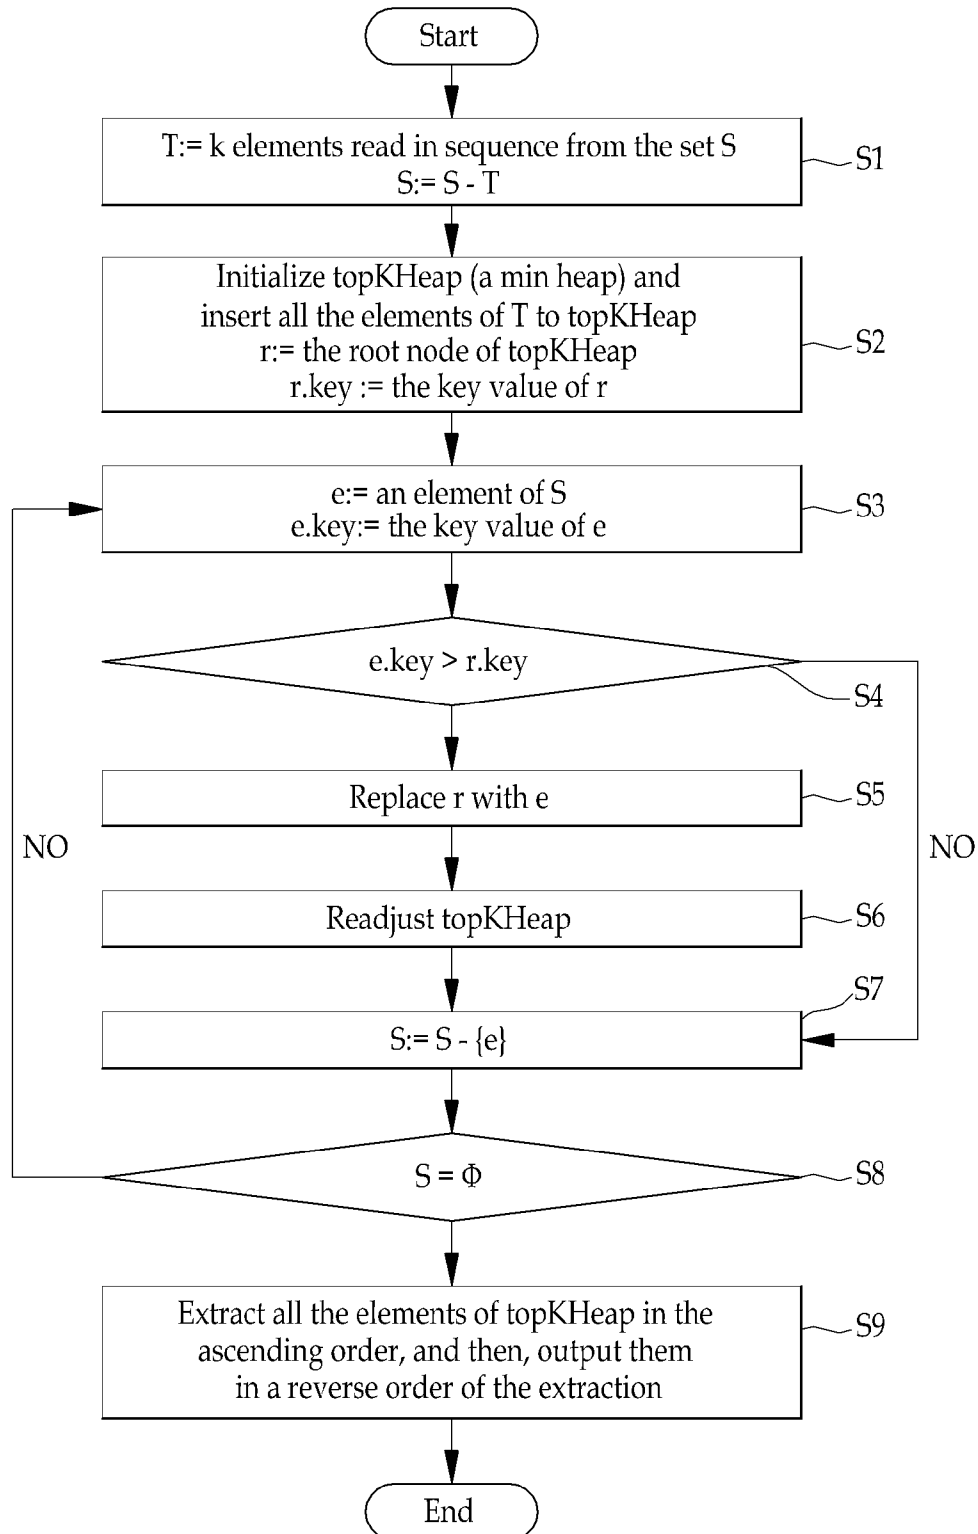 Start
T:= k elements read in sequence from the set S
S:= S - T
S1
Initialize topKHeap (a min heap) and
insert all the elements of T to topKHeap
r:= the root node of topKHeap
r.key := the key value of r
S2
e:= an element of S
e.key:= the key value of e
S3
e.key > r.key
S4
Replace r with e
S5
NO
NO
Readjust topKHeap
S6
S7
S:= S - {e}
S = Φ
S8
Extract all the elements of topKHeap in the
ascending order, and then, output them
in a reverse order of the extraction
S9
End